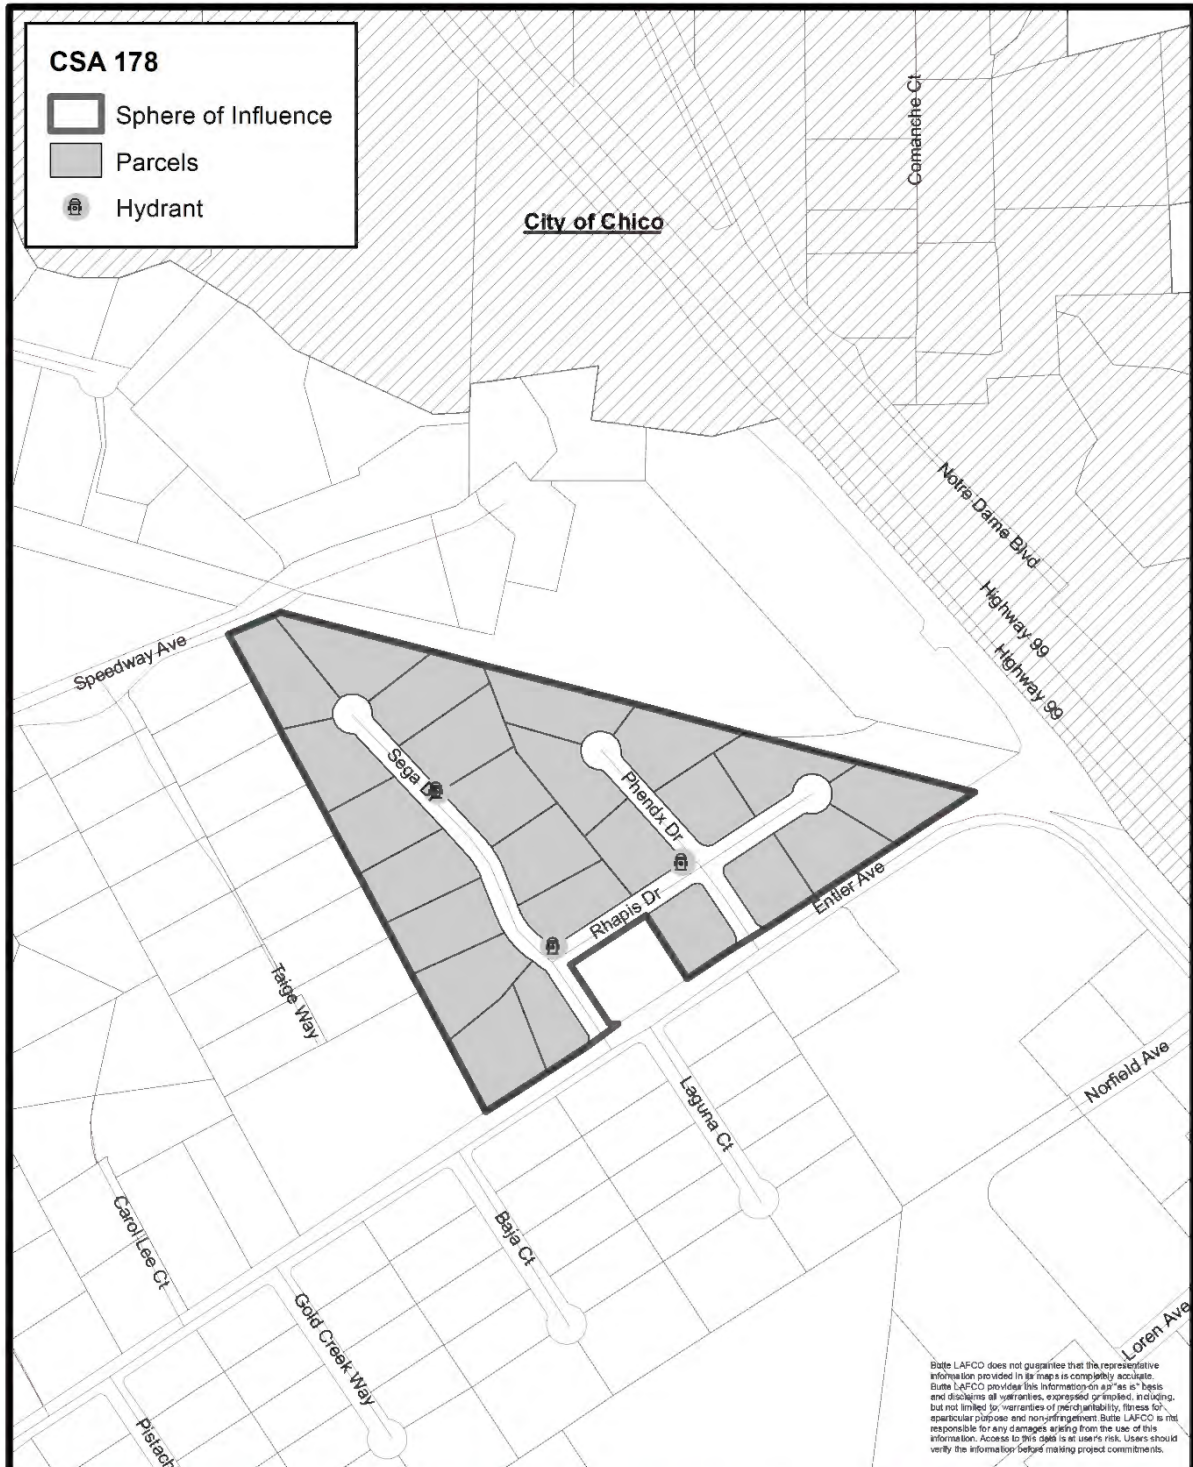 CSA 178
Sphere of Influence
Parcels
Hydrant
City of Chico
Comanche Ct
Notre Dame Blvd
Highway 99
Highway 99
Speedway Ave
Sega Dr
Phendx Dr
Rhapis Dr
Entler Ave
Taige Way
Laguna Ct
Norfield Ave
Carol Lee Ct
Baja Ct
Gold Creek Way
Loren Ave
Pistach
Butte LAFCO does not guarantee that the representative
information provided in its maps is completely accurate.
Butte LAFCO provides this information on an "as is" basis
and disclaims all warranties, expressed or implied, including,
but not limited to, warranties of merchantability, fitness for
aparticular purpose and non-infringement. Butte LAFCO is not
responsible for any damages arising from the use of this
information. Access to this data is at user's risk. Users should
verify the information before making project commitments.